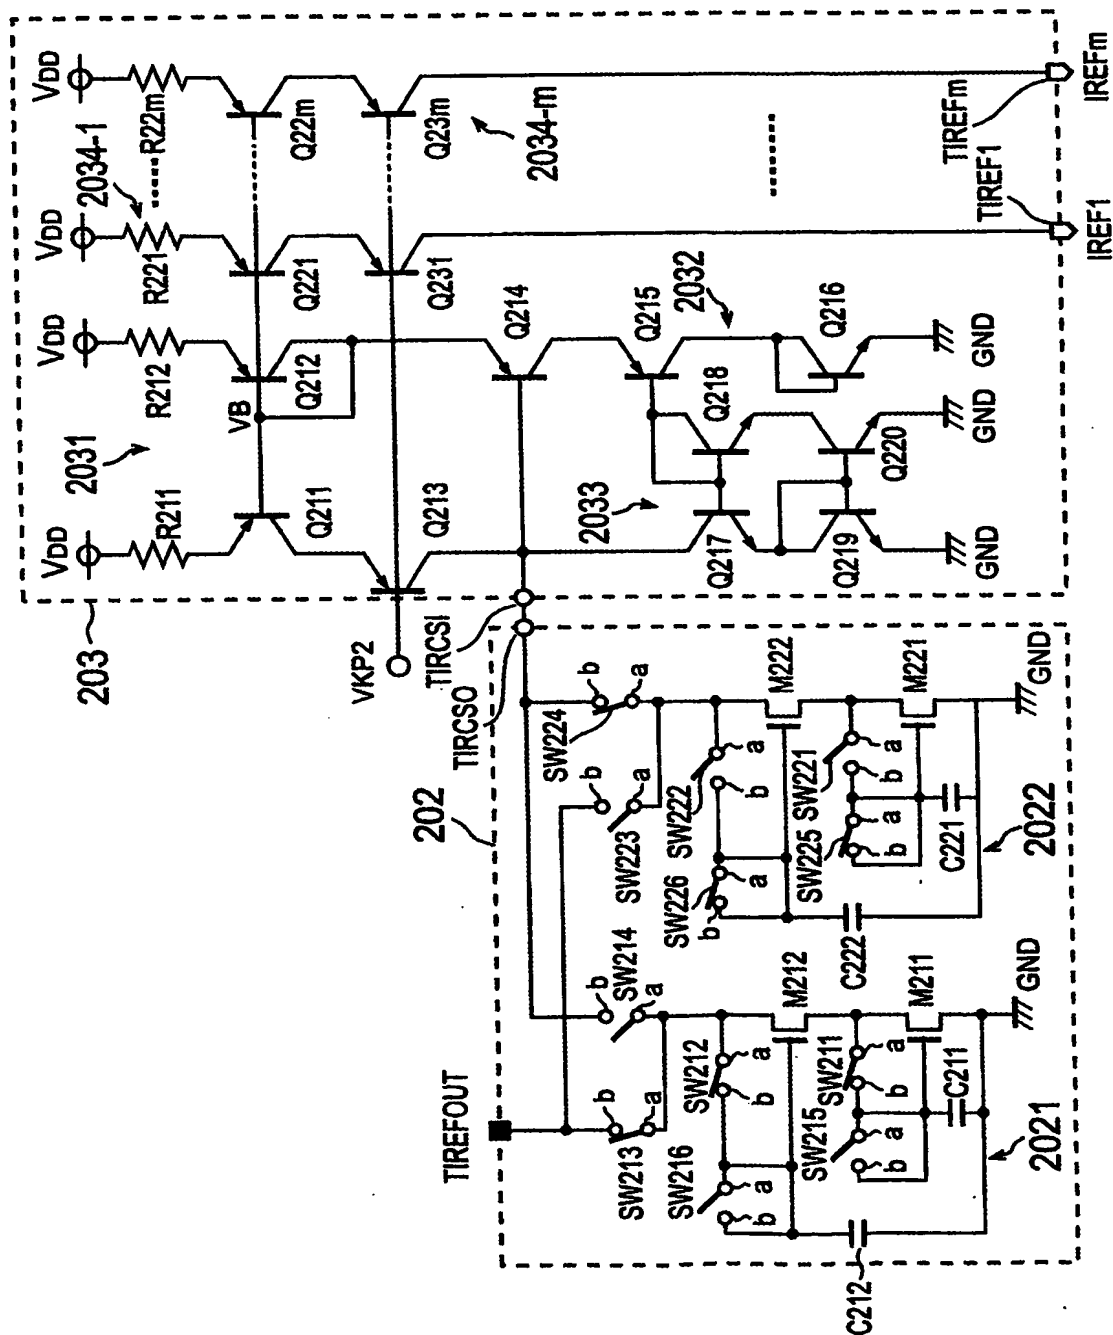 VDD
VDD
VDD
VDD
R211
R212
R221
R22m
2034-1
2031
203
VB
Q211
Q212
Q221
Q22m
VKP2
Q213
Q214
Q231
Q23m
2034-m
TIRCSI
TIRCSO
Q215
2032
2033
Q218
Q217
Q216
Q219
Q220
GND
GND
GND
TIREF1
TIREFm
IREF1
IREFm
202
TIREFOUT
b
a
SW213
b
a
SW214
b
a
SW223
b
a
SW224
SW216
a
b
SW212
a
b
SW226
a
b
SW222
a
b
M212
M222
SW215
a
b
SW211
a
b
SW225
a
b
SW221
a
b
M211
M221
C212
C211
C222
C221
2021
2022
GND
GND